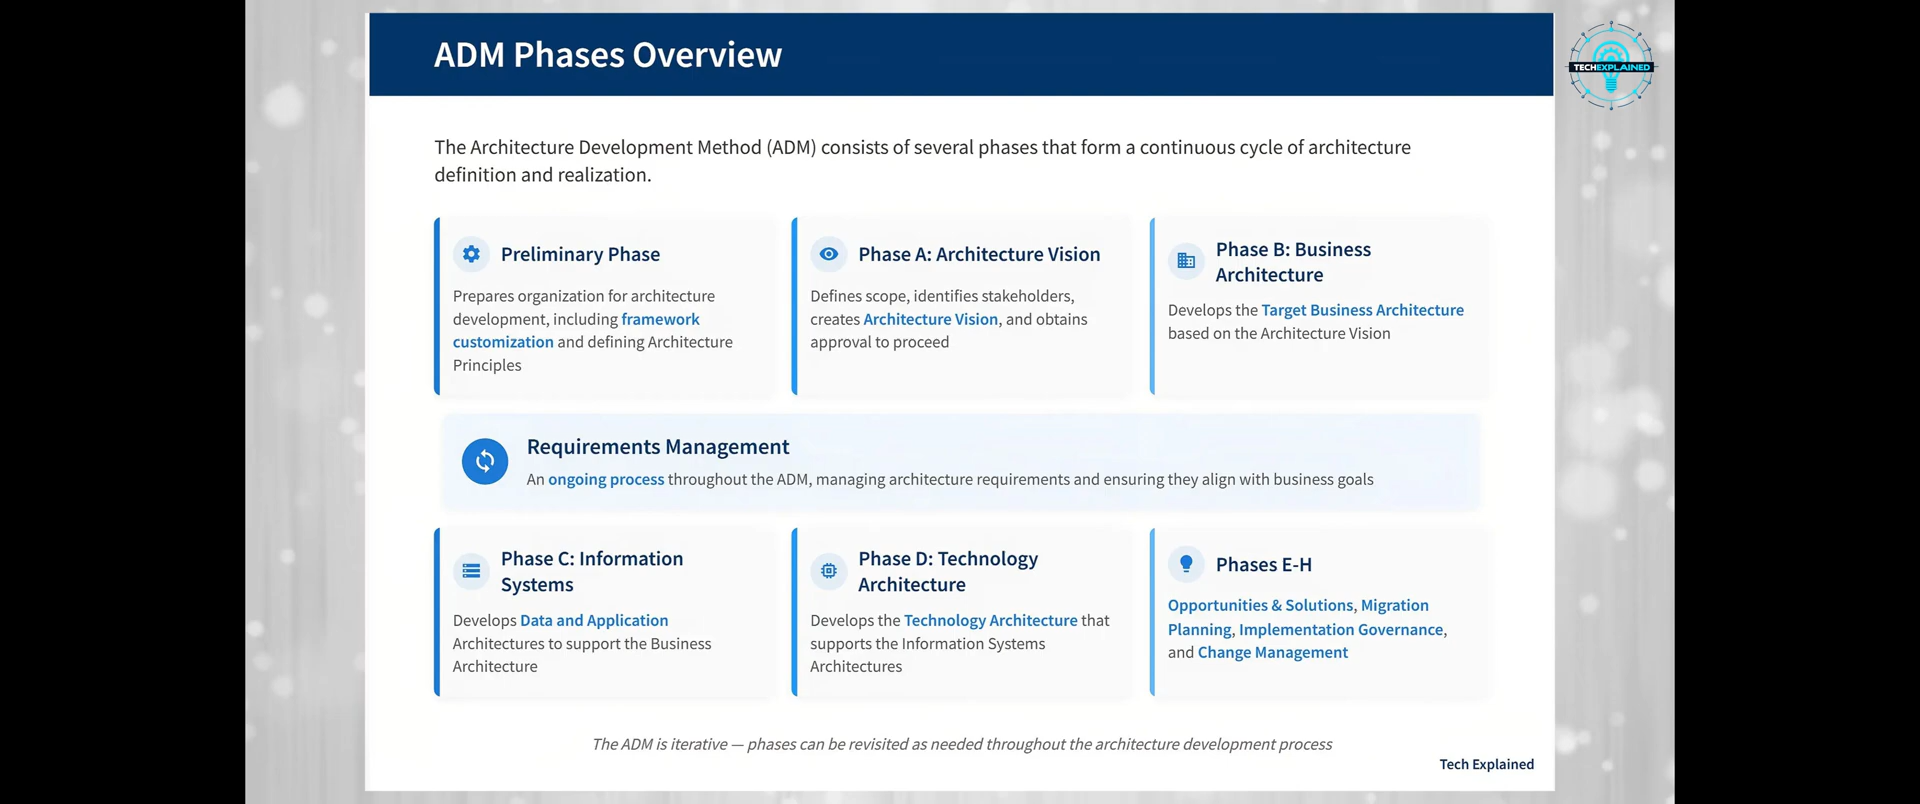 ADM Phases Overview
TECHEXPLAINED
The Architecture Development Method (ADM) consists of several phases that form a continuous cycle of architecture
definition and realization.
Preliminary Phase
Prepares organization for architecture
development, including framework
customization and defining Architecture
Principles
Phase A: Architecture Vision
Defines scope, identifies stakeholders,
creates Architecture Vision, and obtains
approval to proceed
Phase B: Business
Architecture
Develops the Target Business Architecture
based on the Architecture Vision
Requirements Management
An ongoing process throughout the ADM, managing architecture requirements and ensuring they align with business goals
Phase C: Information
Systems
Develops Data and Application
Architectures to support the Business
Architecture
Phase D: Technology
Architecture
Develops the Technology Architecture that
supports the Information Systems
Architectures
Phases E-H
Opportunities & Solutions, Migration
Planning, Implementation Governance,
and Change Management
The ADM is iterative — phases can be revisited as needed throughout the architecture development process
Tech Explained